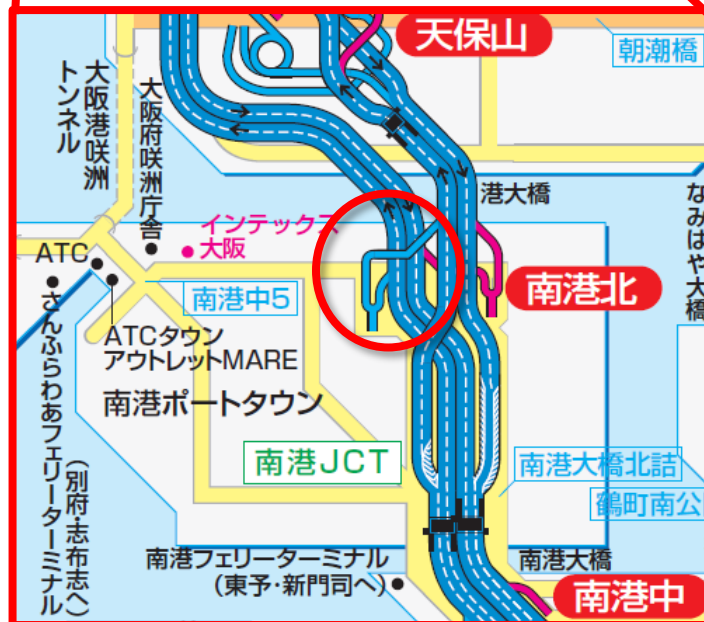 天保山
朝潮橋
大阪港咲洲
トンネル
大阪府咲洲庁舎
港大橋
なみはや大橋
インテックス
大阪
ATC
南港中5
南港北
ATCタウン
アウトレットMARE
南港ポートタウン
さんふらわあフェリーターミナル
(別府・志布志へ)
南港JCT
南港大橋北詰
鶴町南公
南港フェリーターミナル
(東予・新門司へ)
南港大橋
南港中